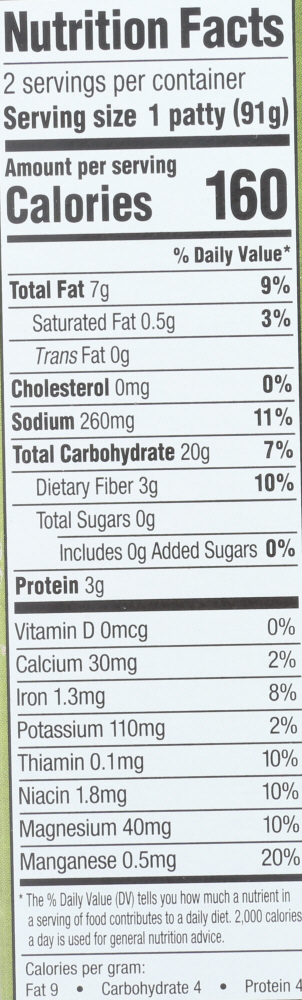 Nutrition Facts
2 servings per container
Serving size 1 patty (91g)
Amount per serving
Calories 160
% Daily Value*
Total Fat 7g 9%
Saturated Fat 0.5g 3%
Trans Fat 0g
Cholesterol 0mg 0%
Sodium 260mg 11%
Total Carbohydrate 20g 7%
Dietary Fiber 3g 10%
Total Sugars 0g
Includes 0g Added Sugars 0%
Protein 3g
Vitamin D 0mcg 0%
Calcium 30mg 2%
Iron 1.3mg 8%
Potassium 110mg 2%
Thiamin 0.1mg 10%
Niacin 1.8mg 10%
Magnesium 40mg 10%
Manganese 0.5mg 20%
* The % Daily Value (DV) tells you how much a nutrient in
a serving of food contributes to a daily diet. 2,000 calories
a day is used for general nutrition advice.
Calories per gram:
Fat 9 • Carbohydrate 4 • Protein 4